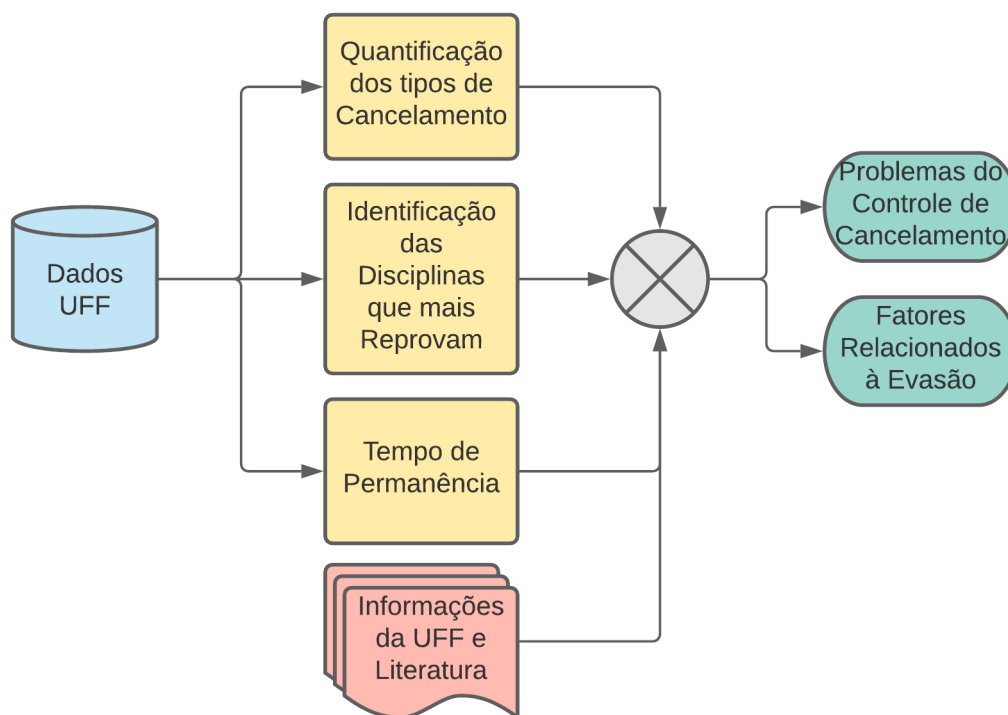 Quantificação
dos tipos de
Cancelamento
Dados
UFF
Identificação
das
Disciplinas
que mais
Reprovam
Tempo de
Permanência
Informações
da UFF e
Literatura
Problemas do
Controle de
Cancelamento
Fatores
Relacionados
à Evasão